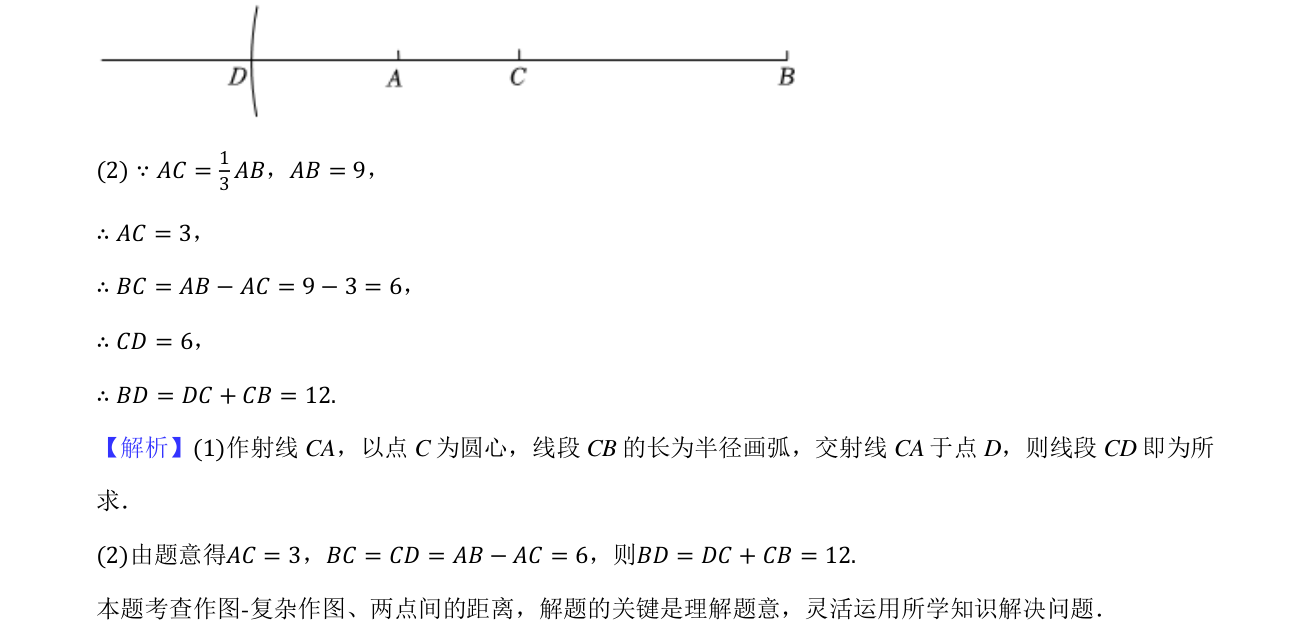 D A C B
(2) ∵ AC = 1/3 AB，AB = 9，
∴ AC = 3，
∴ BC = AB − AC = 9 − 3 = 6，
∴ CD = 6，
∴ BD = DC + CB = 12.
【解析】(1)作射线 CA，以点 C 为圆心，线段 CB 的长为半径画弧，交射线 CA 于点 D，则线段 CD 即为所
求．
(2)由题意得AC = 3，BC = CD = AB − AC = 6，则BD = DC + CB = 12.
本题考查作图-复杂作图、两点间的距离，解题的关键是理解题意，灵活运用所学知识解决问题．